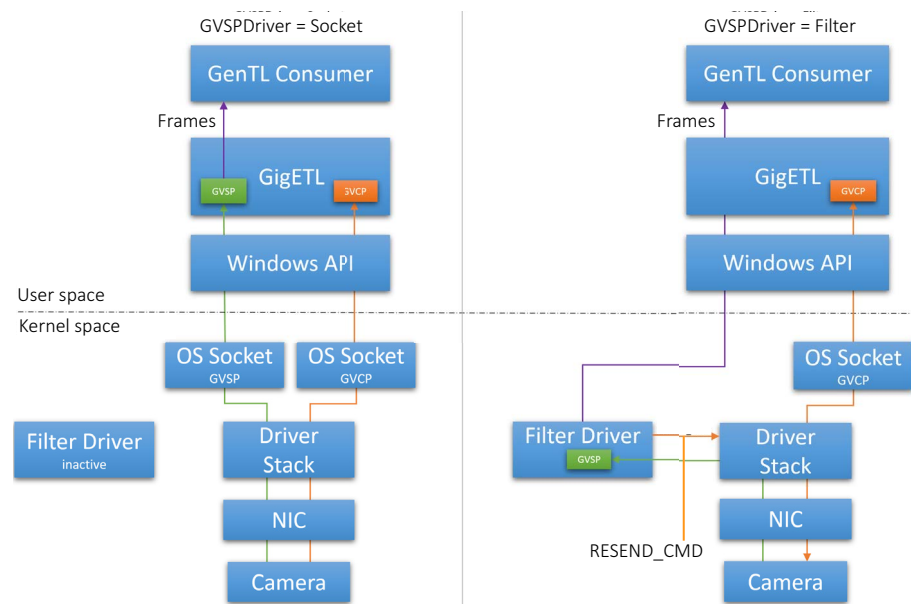 GVSPDriver = Socket
GenTL Consumer
Frames
GigETL
GVSP
GVCP
Windows API
User space
Kernel space
OS Socket
GVSP
OS Socket
GVCP
Filter Driver
inactive
Driver
Stack
NIC
Camera
GVSPDriver = Filter
GenTL Consumer
Frames
GigETL
GVCP
Windows API
OS Socket
GVCP
Filter Driver
GVSP
Driver
Stack
NIC
RESEND_CMD
Camera